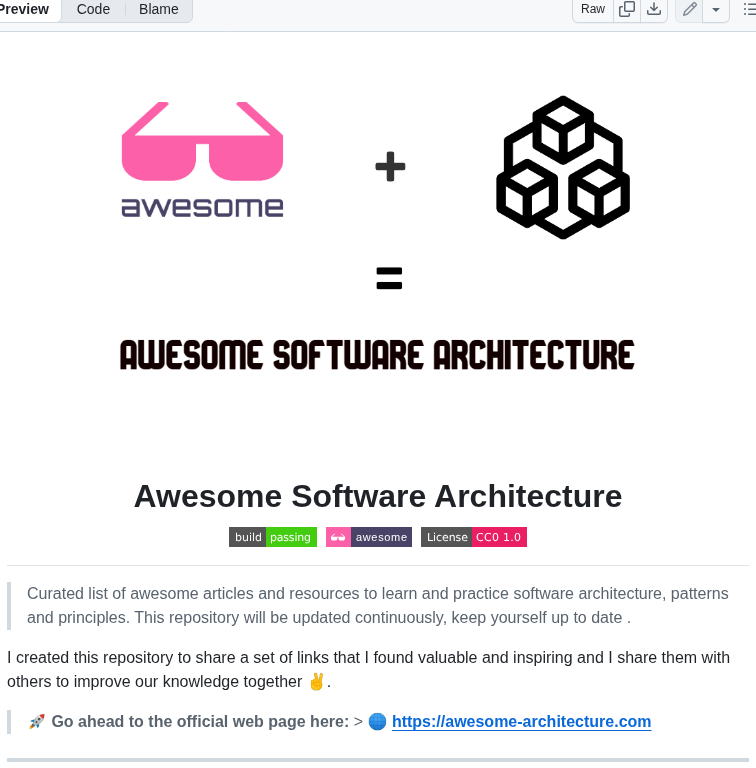 Preview Code Blame Raw
awesome
+
=
AWESOME SOFTWARE ARCHITECTURE
Awesome Software Architecture
build passing awesome License CC0 1.0
Curated list of awesome articles and resources to learn and practice software architecture, patterns
and principles. This repository will be updated continuously, keep yourself up to date .
I created this repository to share a set of links that I found valuable and inspiring and I share them with
others to improve our knowledge together ✌️.
🚀 Go ahead to the official web page here: > 🌐 https://awesome-architecture.com